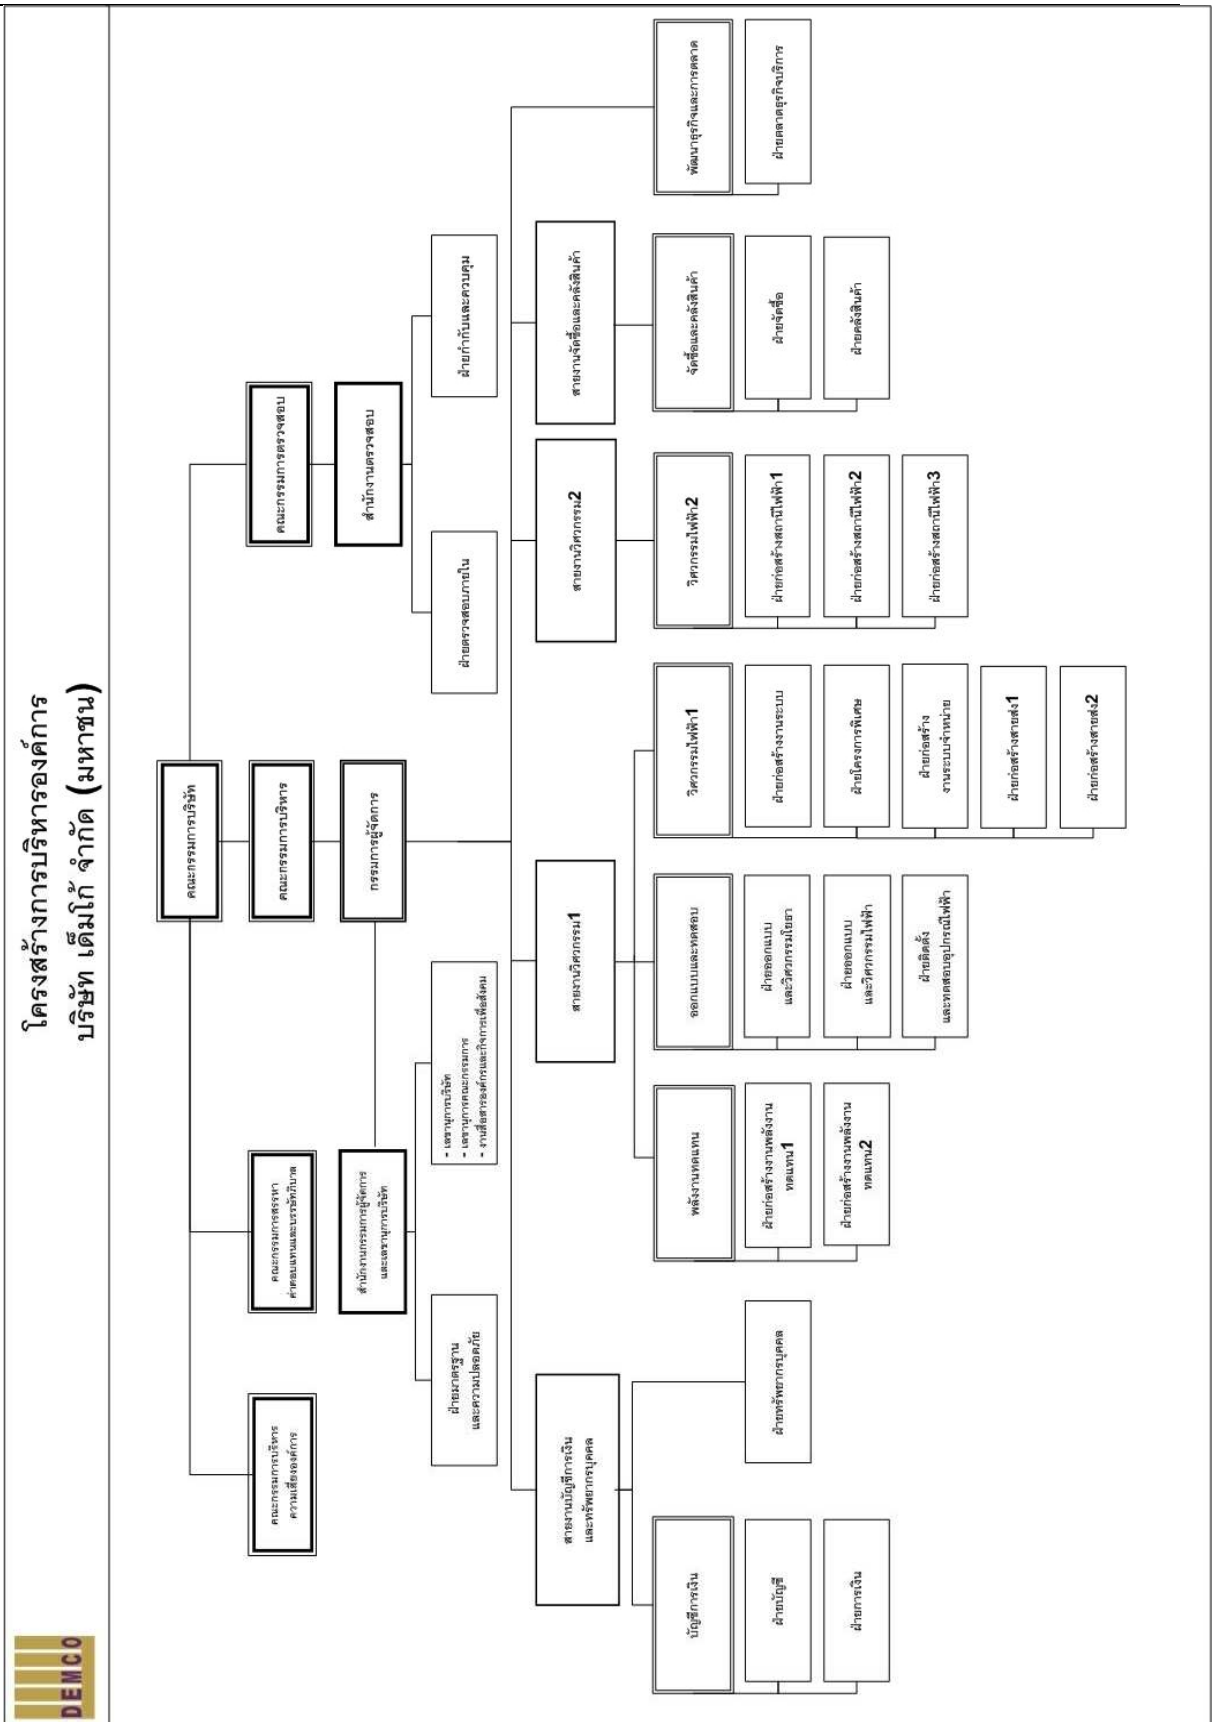 โครงสร้างการบริหารองค์การ
บริษัท เด็มโก้ จำกัด (มหาชน)
DEMCO
คณะกรรมการบริษัท
คณะกรรมการบริหาร
ความเสี่ยงองค์การ
คณะกรรมการสรรหา
ค่าตอบแทนและบรรษัทภิบาล
คณะกรรมการบริหาร
คณะกรรมการตรวจสอบ
สำนักงานกรรมการผู้จัดการ
และเลขานุการบริษัท
กรรมการผู้จัดการ
สำนักงานตรวจสอบ
ฝ่ายมาตรฐาน
และความปลอดภัย
- เลขานุการบริษัท
- เลขานุการคณะกรรมการ
- งานสื่อสารองค์กรและกิจการเพื่อสังคม
ฝ่ายตรวจสอบภายใน
ฝ่ายกำกับและควบคุม
สายงานบัญชีการเงิน
และทรัพยากรบุคคล
สายงานวิศวกรรม1
สายงานวิศวกรรม2
สายงานจัดซื้อและคลังสินค้า
บัญชีการเงิน
ฝ่ายบัญชี
ฝ่ายการเงิน
ฝ่ายทรัพยากรบุคคล
พลังงานทดแทน
ฝ่ายก่อสร้างงานพลังงาน
ทดแทน1
ฝ่ายก่อสร้างงานพลังงาน
ทดแทน2
ออกแบบและทดสอบ
ฝ่ายออกแบบ
และวิศวกรรมโยธา
ฝ่ายออกแบบ
และวิศวกรรมไฟฟ้า
ฝ่ายติดตั้ง
และทดสอบอุปกรณ์ไฟฟ้า
วิศวกรรมไฟฟ้า1
ฝ่ายก่อสร้างงานระบบ
ฝ่ายโครงการพิเศษ
ฝ่ายก่อสร้าง
งานระบบจำหน่าย
ฝ่ายก่อสร้างสายส่ง1
ฝ่ายก่อสร้างสายส่ง2
วิศวกรรมไฟฟ้า2
ฝ่ายก่อสร้างสถานีไฟฟ้า1
ฝ่ายก่อสร้างสถานีไฟฟ้า2
ฝ่ายก่อสร้างสถานีไฟฟ้า3
จัดซื้อและคลังสินค้า
ฝ่ายจัดซื้อ
ฝ่ายคลังสินค้า
พัฒนาธุรกิจและการตลาด
ฝ่ายตลาดธุรกิจบริการ